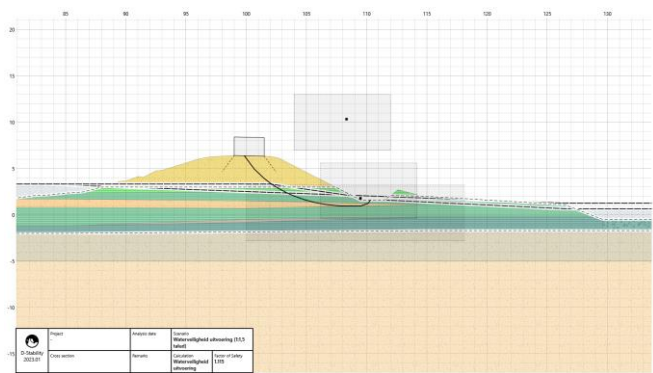 85 90 95 100 105 110 115 120 125 130
20
15
10
5
0
-5
-10
-15
D-Stability
2023.01
Project
-
Analysis date
Scenario
Waterveiligheid uitvoering (1:1,5
talud)
Cross section
Remarks
Calculation
Waterveiligheid
uitvoering
Factor of Safety
1.115